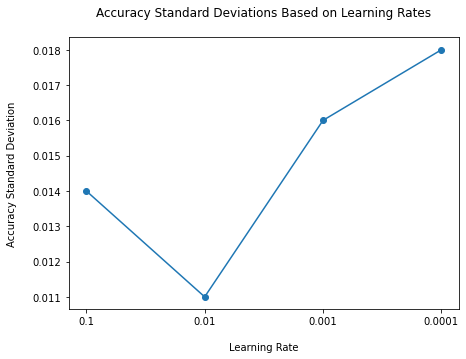 Accuracy Standard Deviations Based on Learning Rates
Accuracy Standard Deviation
0.018
0.017
0.016
0.015
0.014
0.013
0.012
0.011
0.1 0.01 0.001 0.0001
Learning Rate